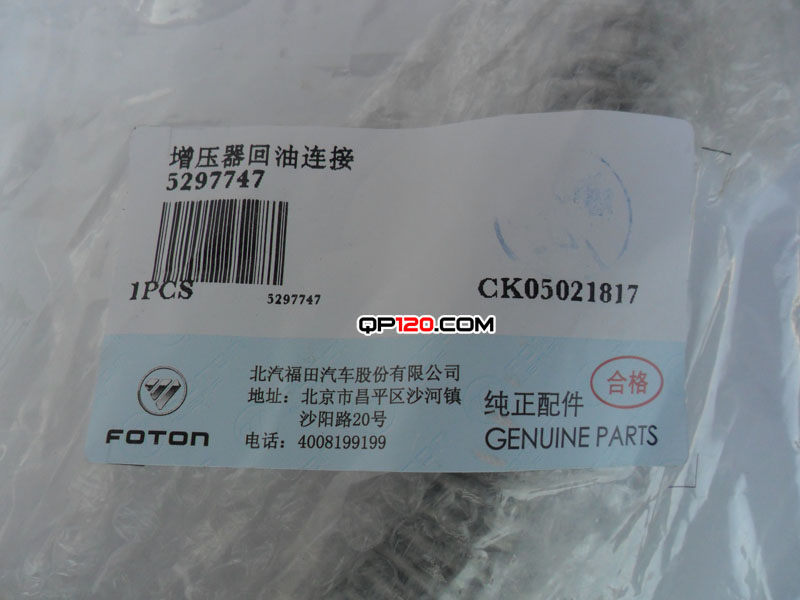 增压器回油连接
5297747
1PCS
5297747
CK05021817
QP120.COM
北汽福田汽车股份有限公司
地址：北京市昌平区沙河镇
沙阳路20号
电话：4008199199
FOTON
合格
纯正配件
GENUINE PARTS